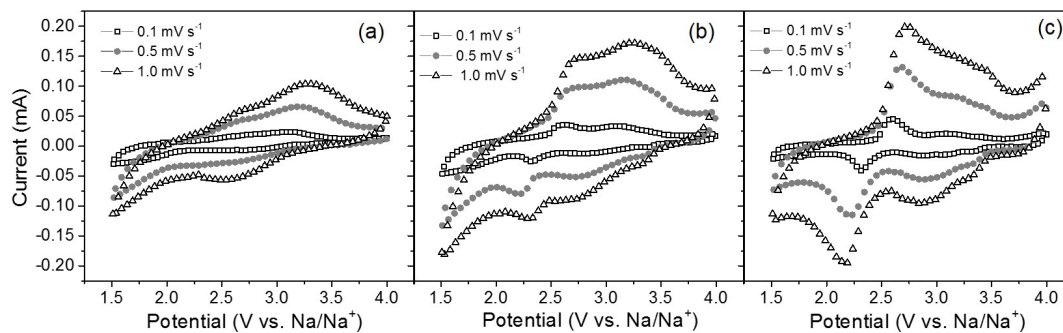 (a)
0.1 mV s⁻¹
0.5 mV s⁻¹
1.0 mV s⁻¹
(b)
0.1 mV s⁻¹
0.5 mV s⁻¹
1.0 mV s⁻¹
(c)
0.1 mV s⁻¹
0.5 mV s⁻¹
1.0 mV s⁻¹
Current (mA)
0.20
0.15
0.10
0.05
0.00
-0.05
-0.10
-0.15
-0.20
1.5 2.0 2.5 3.0 3.5 4.0
1.5 2.0 2.5 3.0 3.5 4.0
1.5 2.0 2.5 3.0 3.5 4.0
Potential (V vs. Na/Na⁺)
Potential (V vs. Na/Na⁺)
Potential (V vs. Na/Na⁺)